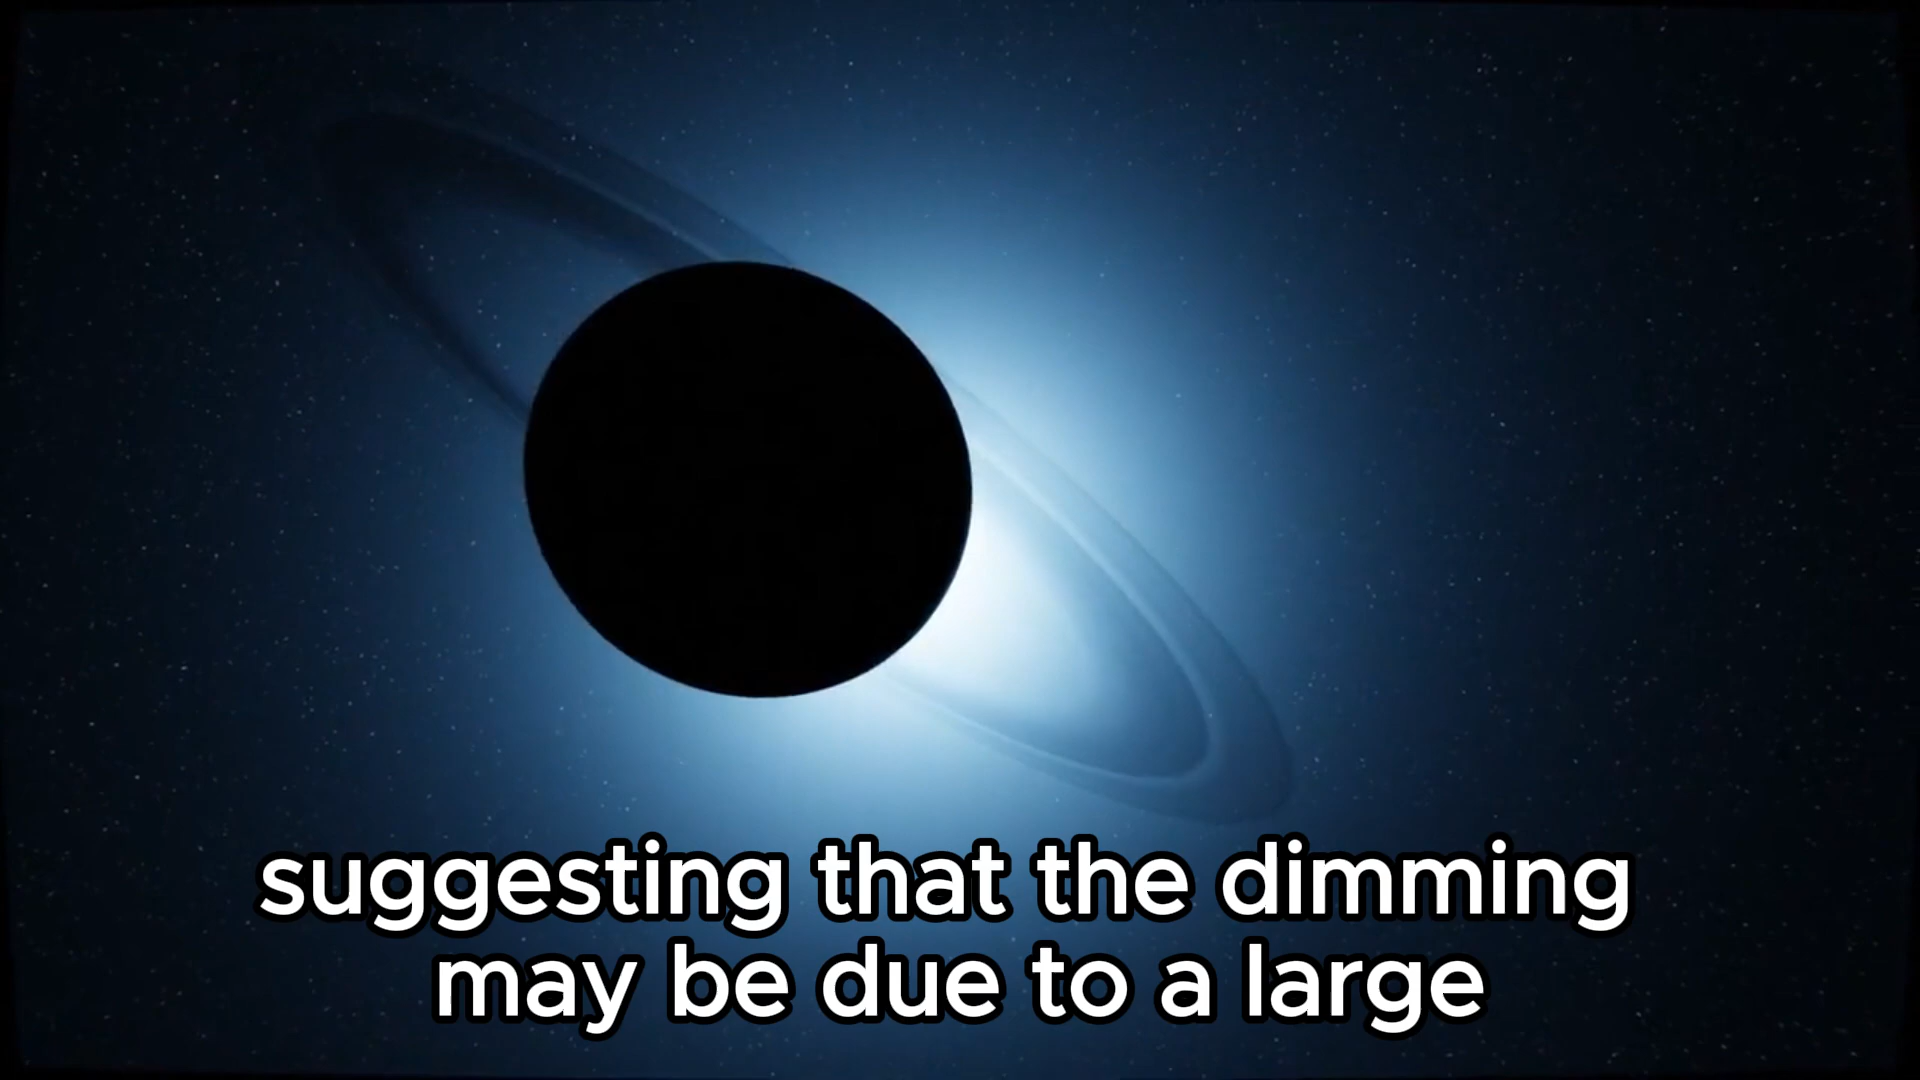 suggesting that the dimming
may be due to a large